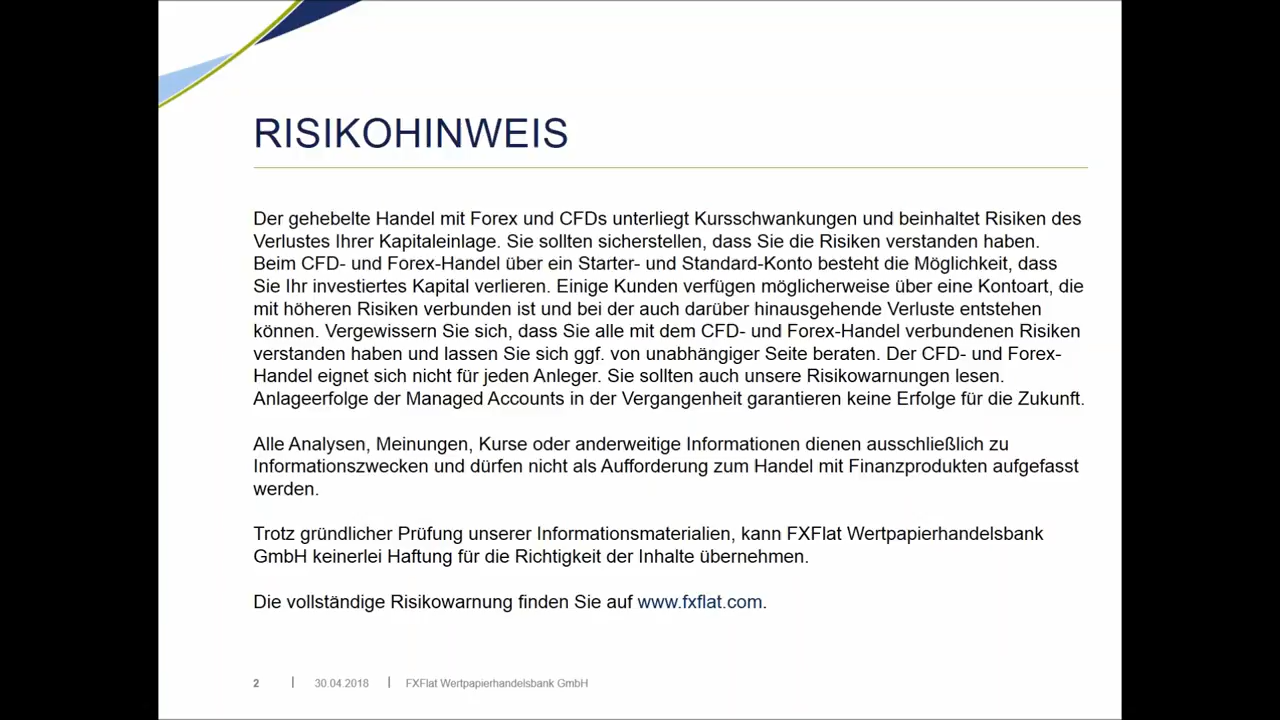 RISIKOHINWEIS
Der gehebelte Handel mit Forex und CFDs unterliegt Kursschwankungen und beinhaltet Risiken des
Verlustes Ihrer Kapitaleinlage. Sie sollten sicherstellen, dass Sie die Risiken verstanden haben.
Beim CFD- und Forex-Handel über ein Starter- und Standard-Konto besteht die Möglichkeit, dass
Sie Ihr investiertes Kapital verlieren. Einige Kunden verfügen möglicherweise über eine Kontoart, die
mit höheren Risiken verbunden ist und bei der auch darüber hinausgehende Verluste entstehen
können. Vergewissern Sie sich, dass Sie alle mit dem CFD- und Forex-Handel verbundenen Risiken
verstanden haben und lassen Sie sich ggf. von unabhängiger Seite beraten. Der CFD- und Forex-
Handel eignet sich nicht für jeden Anleger. Sie sollten auch unsere Risikowarnungen lesen.
Anlageerfolge der Managed Accounts in der Vergangenheit garantieren keine Erfolge für die Zukunft.
Alle Analysen, Meinungen, Kurse oder anderweitige Informationen dienen ausschließlich zu
Informationszwecken und dürfen nicht als Aufforderung zum Handel mit Finanzprodukten aufgefasst
werden.
Trotz gründlicher Prüfung unserer Informationsmaterialien, kann FXFlat Wertpapierhandelsbank
GmbH keinerlei Haftung für die Richtigkeit der Inhalte übernehmen.
Die vollständige Risikowarnung finden Sie auf www.fxflat.com.
2 | 30.04.2018 | FXFlat Wertpapierhandelsbank GmbH